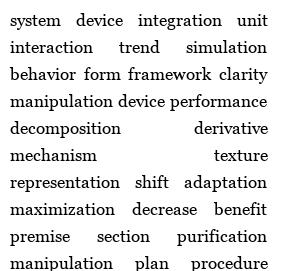 system device integration unit
interaction trend simulation
behavior form framework clarity
manipulation device performance
decomposition derivative
mechanism texture
representation shift adaptation
maximization decrease benefit
premise section purification
manipulation plan procedure